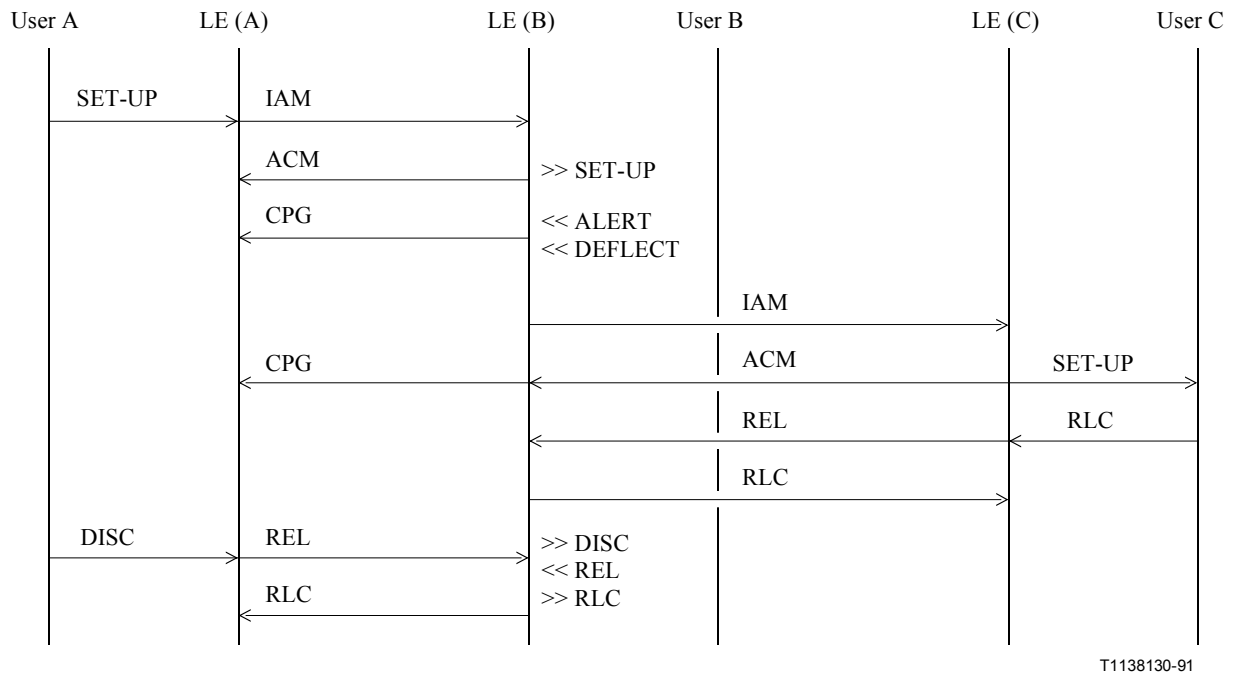 User A LE (A) LE (B) User B LE (C) User C
SET-UP IAM
ACM >> SET-UP
CPG << ALERT
<< DEFLECT
IAM
CPG ACM SET-UP
REL RLC
RLC
DISC REL >> DISC
<< REL
RLC >> RLC
T1138130-91